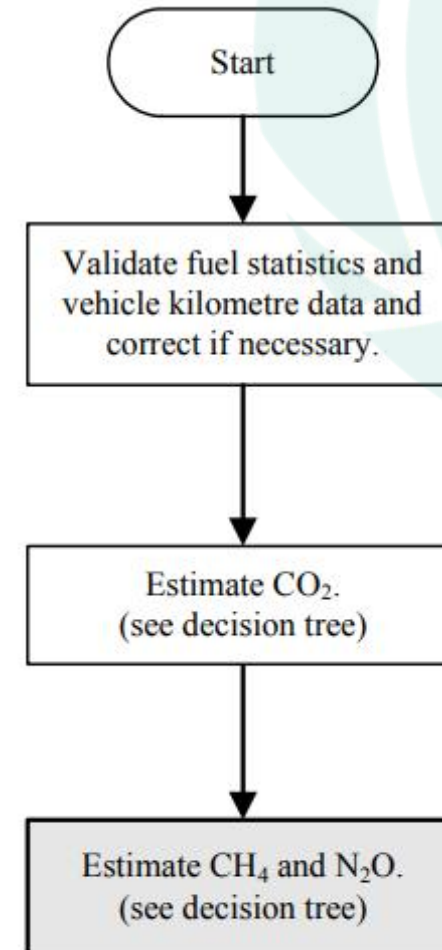 Start
Validate fuel statistics and
vehicle kilometre data and
correct if necessary.
Estimate CO₂.
(see decision tree)
Estimate CH₄ and N₂O.
(see decision tree)